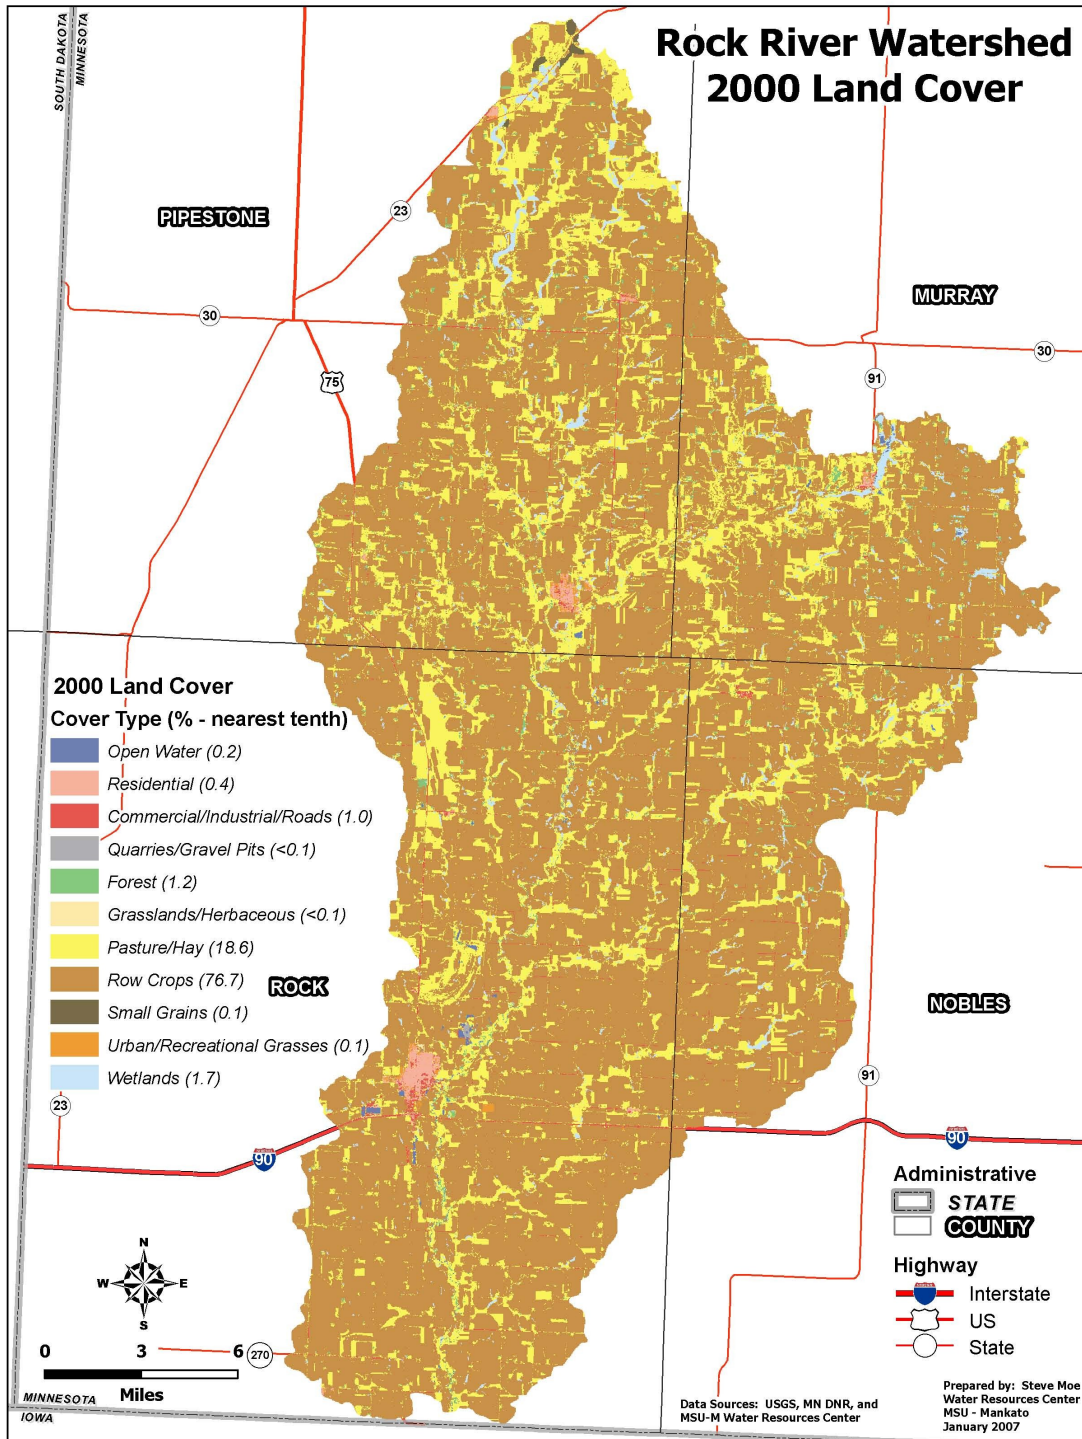 Rock River Watershed
2000 Land Cover
SOUTH DAKOTA
MINNESOTA
PIPESTONE
23
MURRAY
30
30
75
91
2000 Land Cover
Cover Type (% - nearest tenth)
Open Water (0.2)
Residential (0.4)
Commercial/Industrial/Roads (1.0)
Quarries/Gravel Pits (<0.1)
Forest (1.2)
Grasslands/Herbaceous (<0.1)
Pasture/Hay (18.6)
Row Crops (76.7)
Small Grains (0.1)
Urban/Recreational Grasses (0.1)
Wetlands (1.7)
ROCK
NOBLES
23
91
90
90
Administrative
STATE
COUNTY
Highway
Interstate
US
State
N
W
E
S
0 3 6
Miles
270
MINNESOTA
IOWA
Data Sources: USGS, MN DNR, and
MSU-M Water Resources Center
Prepared by: Steve Moe
Water Resources Center
MSU - Mankato
January 2007